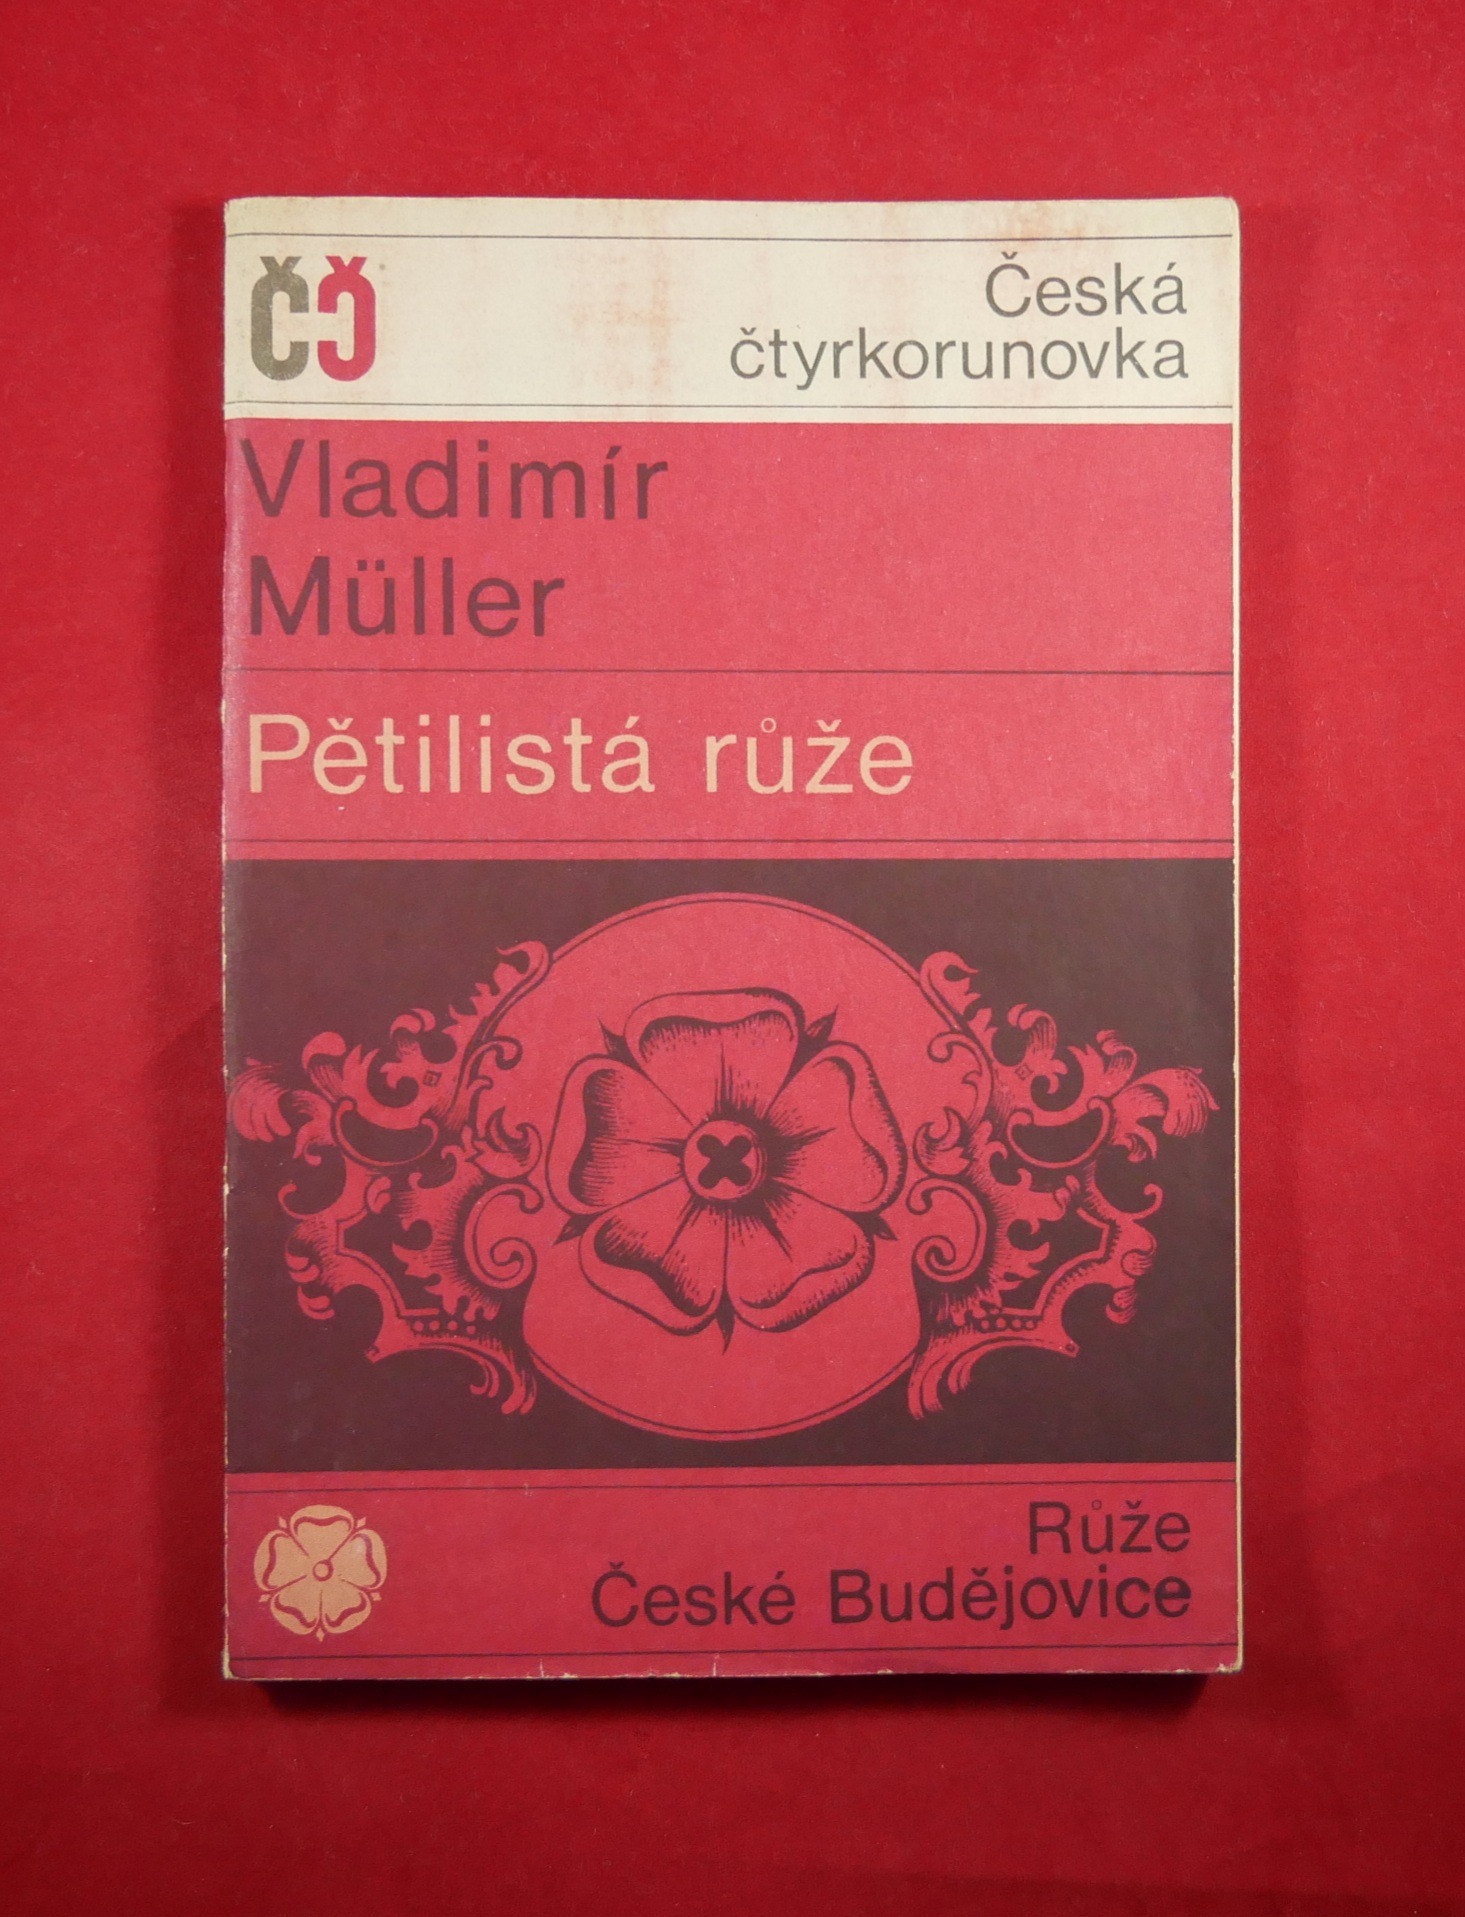 ČČ
Česká
čtyrkorunovka
Vladimír
Müller
Pětilistá růže
Růže
České Budějovice